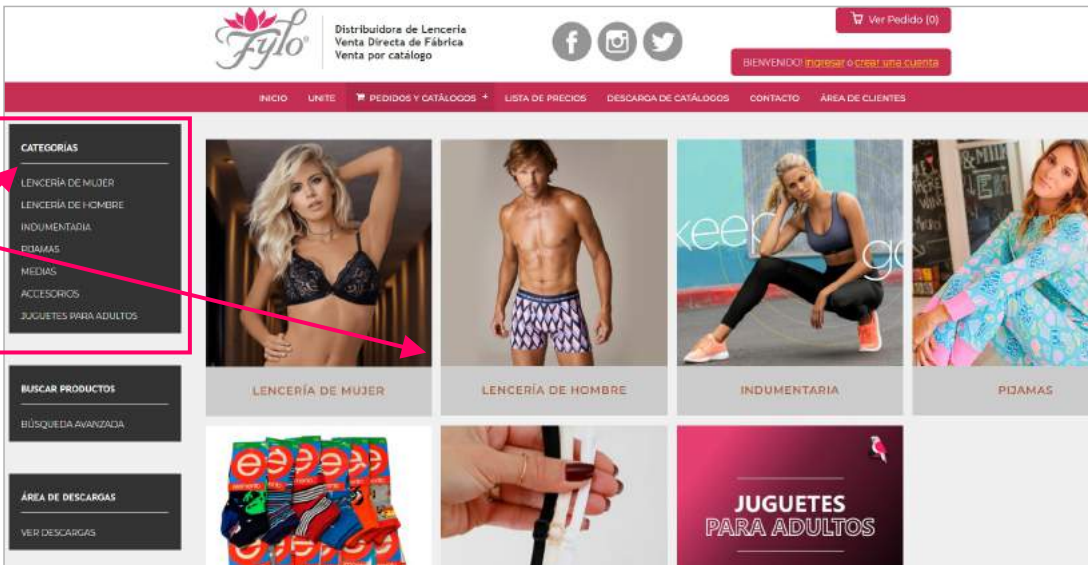 Fylo®
Distribuidora de Lencería
Venta Directa de Fábrica
Venta por catálogo
Ver Pedido (0)
BIENVENIDO! Ingresar o crear una cuenta
INICIO UNITE PEDIDOS Y CATÁLOGOS + LISTA DE PRECIOS DESCARGA DE CATÁLOGOS CONTACTO ÁREA DE CLIENTES
CATEGORÍAS
LENCERÍA DE MUJER
LENCERÍA DE HOMBRE
INDUMENTARIA
PIJAMAS
MEDIAS
ACCESORIOS
JUGUETES PARA ADULTOS
BUSCAR PRODUCTOS
BÚSQUEDA AVANZADA
ÁREA DE DESCARGAS
VER DESCARGAS
keep
go
LENCERÍA DE MUJER
LENCERÍA DE HOMBRE
INDUMENTARIA
PIJAMAS
JUGUETES
PARA ADULTOS